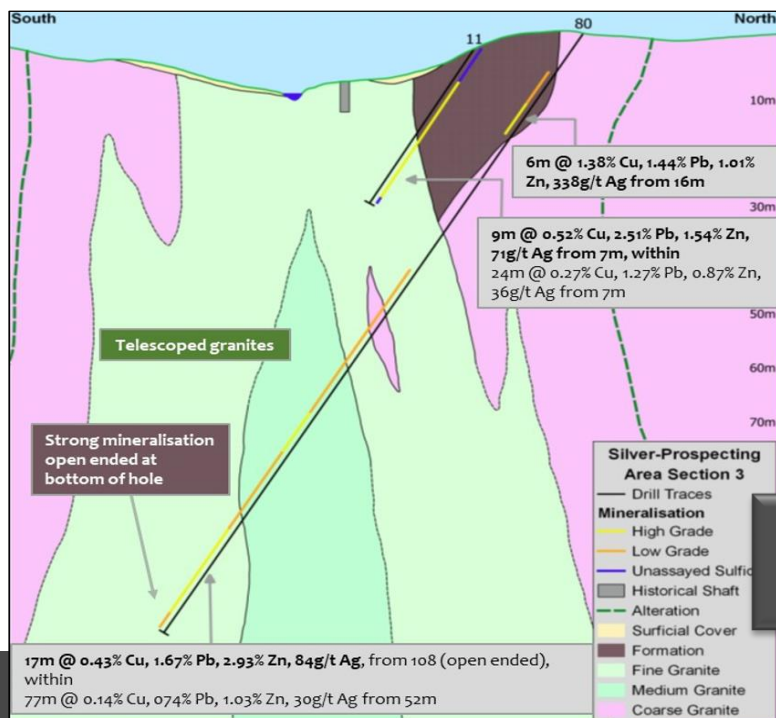 South
North
11
80
10m
6m @ 1.38% Cu, 1.44% Pb, 1.01%
Zn, 338g/t Ag from 16m
30m
9m @ 0.52% Cu, 2.51% Pb, 1.54% Zn,
71g/t Ag from 7m, within
24m @ 0.27% Cu, 1.27% Pb, 0.87% Zn,
36g/t Ag from 7m
50m
Telescoped granites
60m
70m
Strong mineralisation
open ended at
bottom of hole
Silver-Prospecting
Area Section 3
Drill Traces
Mineralisation
High Grade
Low Grade
Unassayed
Historical Shaft
Alteration
Surficial Cover
Formation
Fine Granite
Medium Granite
Coarse Granite
17m @ 0.43% Cu, 1.67% Pb, 2.93% Zn, 84g/t Ag, from 108 (open ended),
within
77m @ 0.14% Cu, 074% Pb, 1.03% Zn, 30g/t Ag from 52m